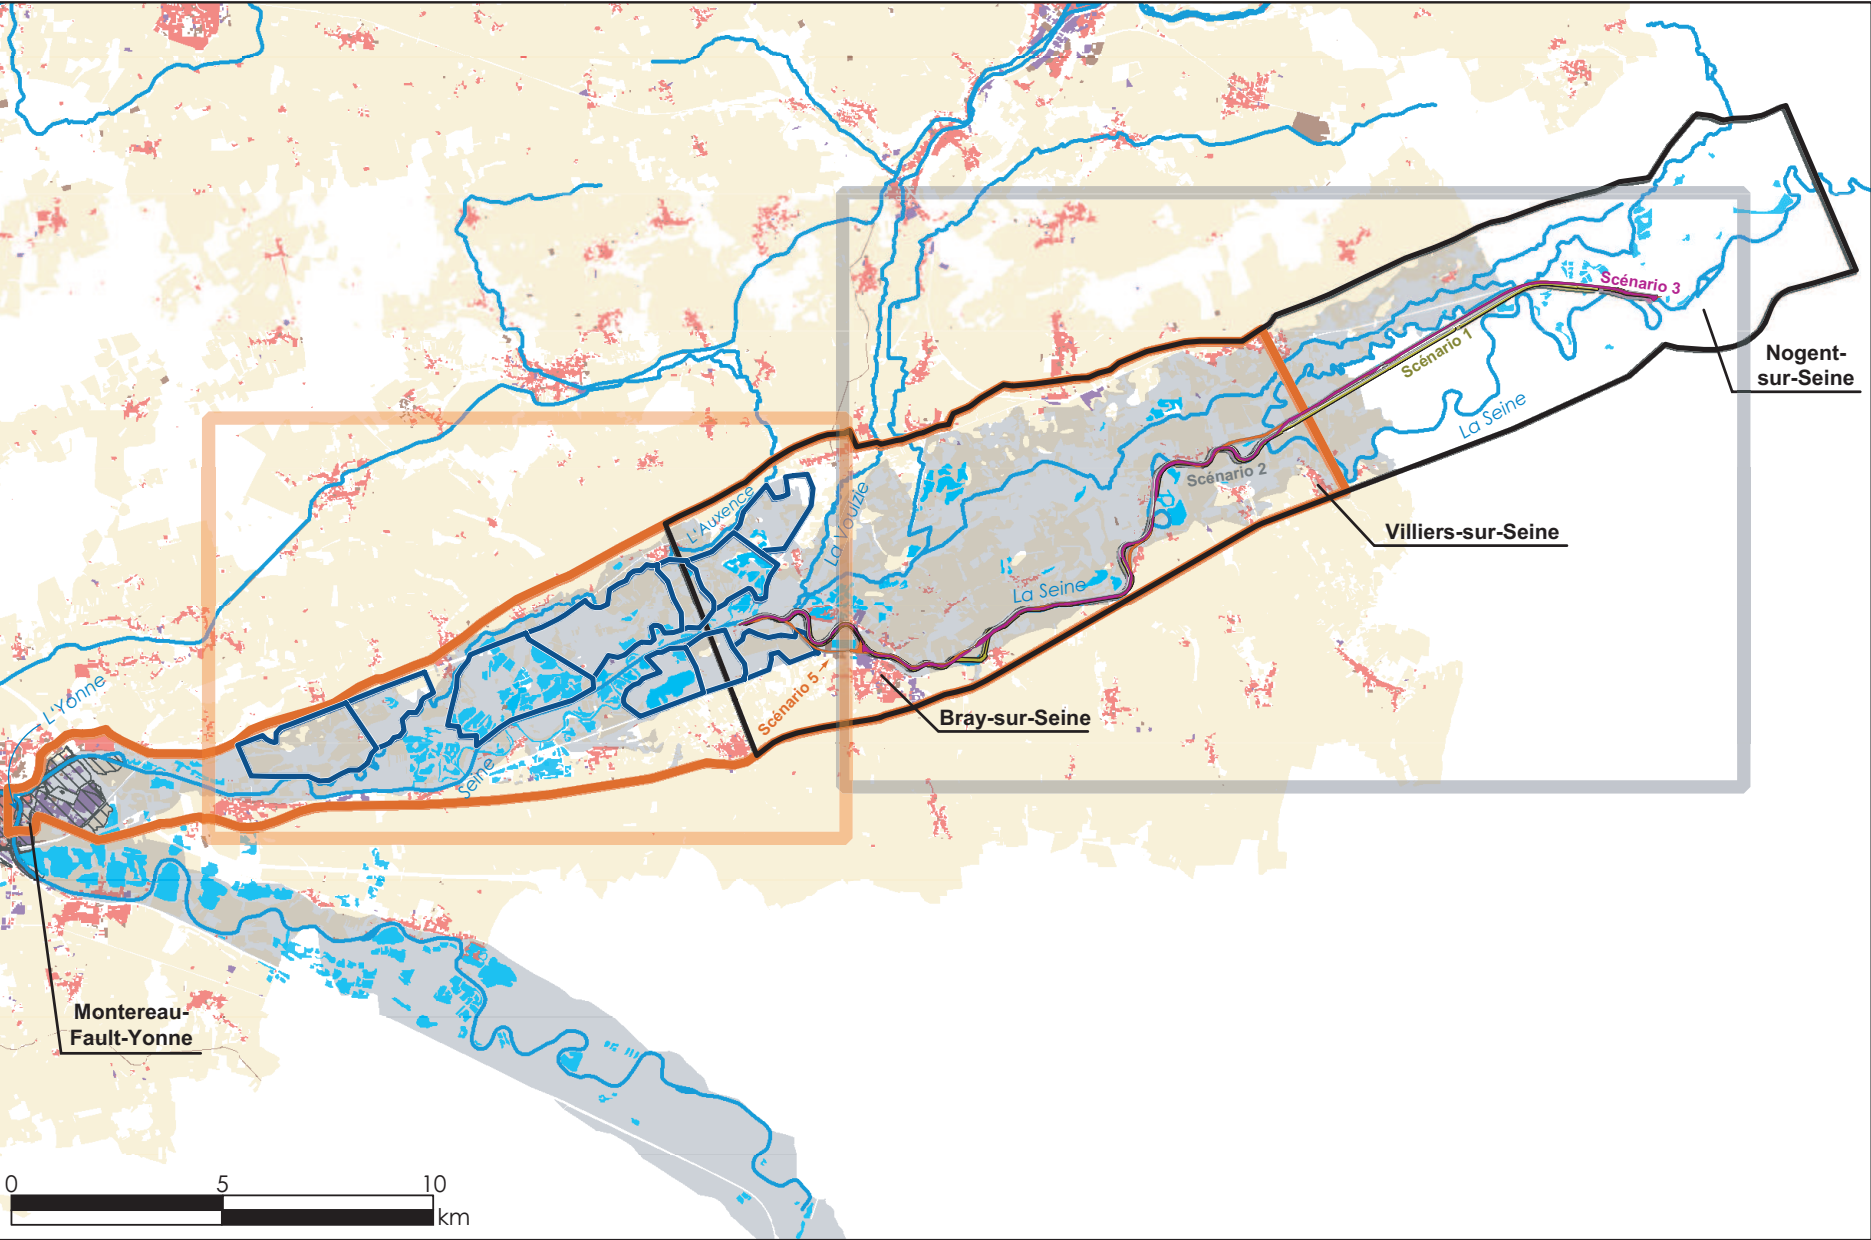 Scénario 3
Scénario 1
Nogent-
sur-Seine
La Seine
Scénario 2
Villiers-sur-Seine
L'Auxence
La Voulzie
La Seine
Scénario 5
Bray-sur-Seine
L'Yonne
Seine
Montereau-
Fault-Yonne
0 5 10
km